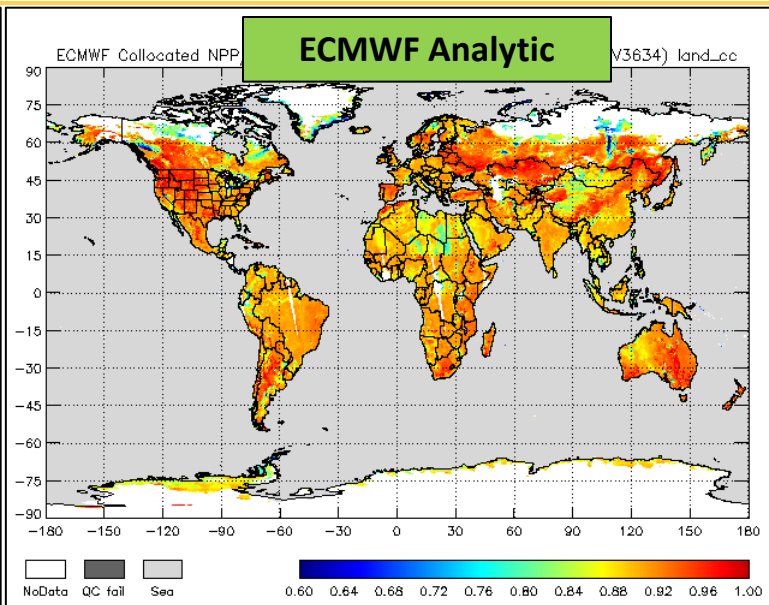 ECMWF Analytic
ECMWF Collocated NPP, V3634) land_cc
90
75
60
45
30
15
0
-15
-30
-45
-60
-75
-90
-180 -150 -120 -90 -60 -30 0 30 60 90 120 150 180
NoData QC fail Sea
0.60 0.64 0.68 0.72 0.76 0.80 0.84 0.88 0.92 0.96 1.00